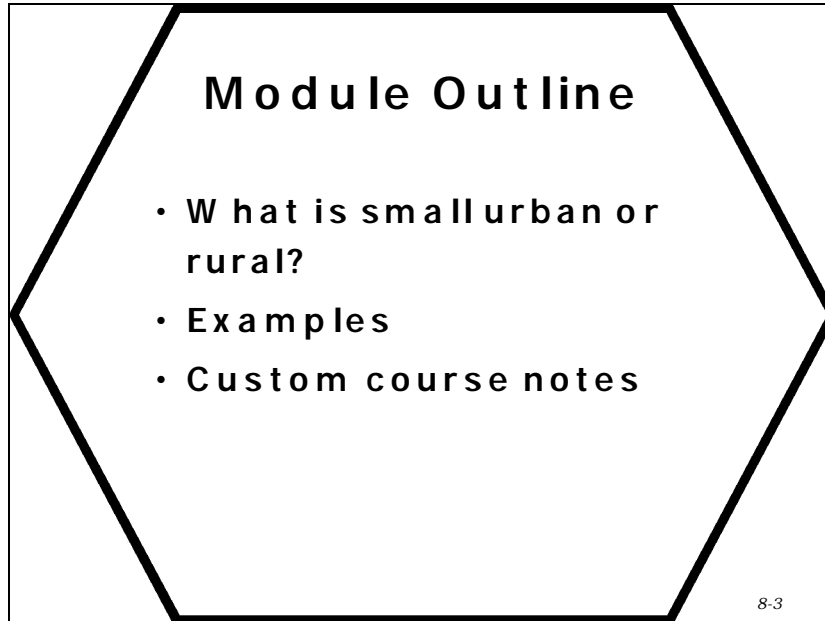 Module Outline
• What is small urban or
rural?
• Examples
• Custom course notes
8-3